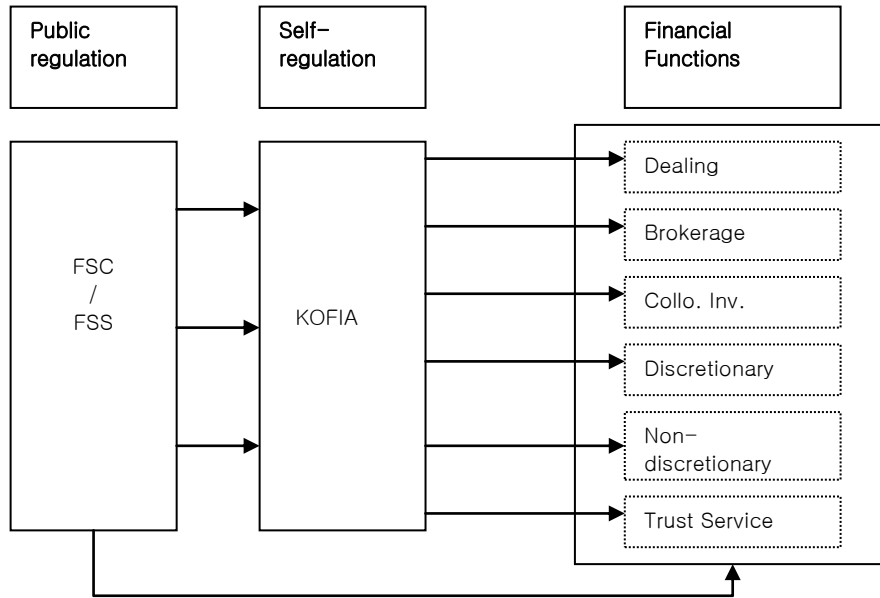 Public
regulation
Self-
regulation
Financial
Functions
FSC
/
FSS
KOFIA
Dealing
Brokerage
Collo. Inv.
Discretionary
Non-
discretionary
Trust Service